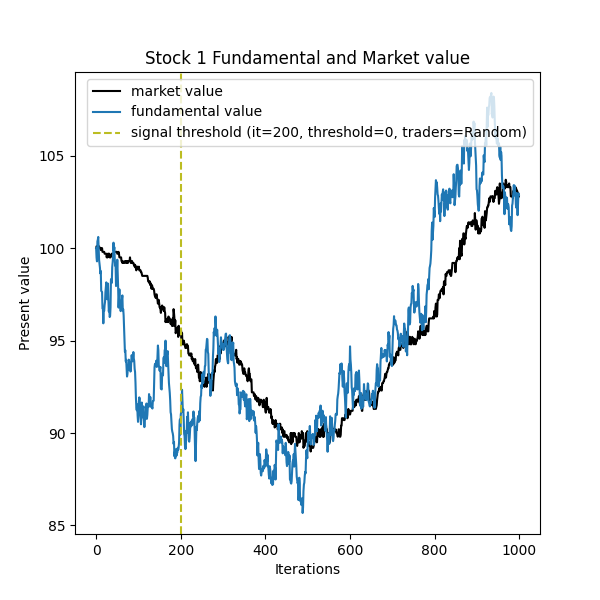 Stock 1 Fundamental and Market value
market value
fundamental value
signal threshold (it=200, threshold=0, traders=Random)
Present value
105
100
95
90
85
0 200 400 600 800 1000
Iterations